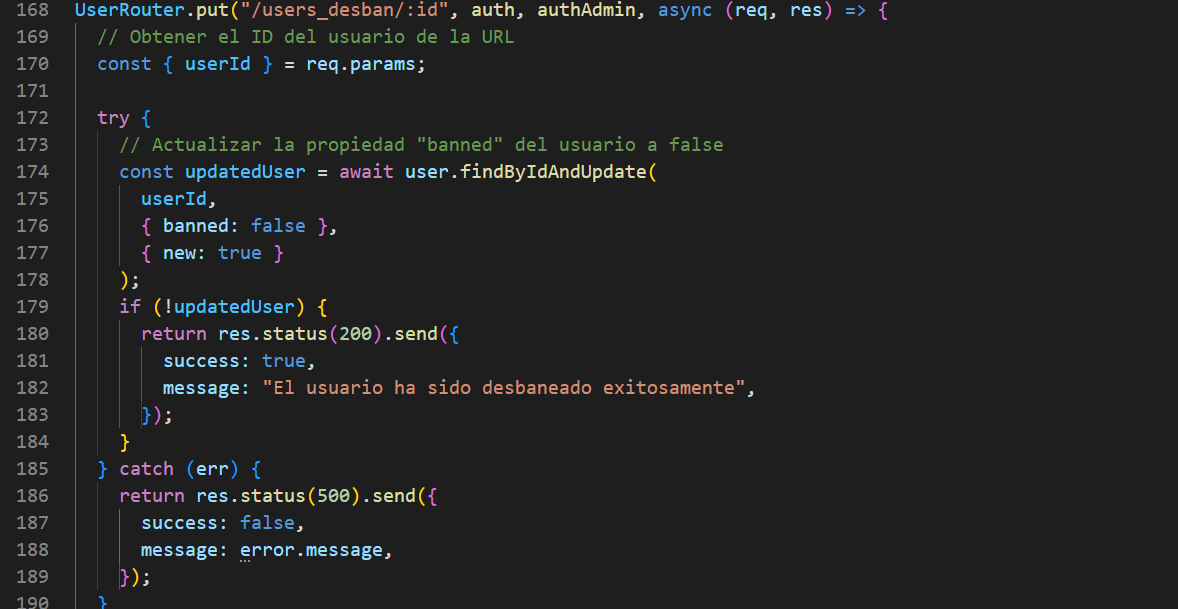 168 UserRouter.put("/users_desban/:id", auth, authAdmin, async (req, res) => {
169   // Obtener el ID del usuario de la URL
170   const { userId } = req.params;
171
172   try {
173     // Actualizar la propiedad "banned" del usuario a false
174     const updatedUser = await user.findByIdAndUpdate(
175       userId,
176       { banned: false },
177       { new: true }
178     );
179     if (!updatedUser) {
180       return res.status(200).send({
181         success: true,
182         message: "El usuario ha sido desbaneado exitosamente",
183       });
184     }
185   } catch (err) {
186     return res.status(500).send({
187       success: false,
188       message: error.message,
189     });
190   }